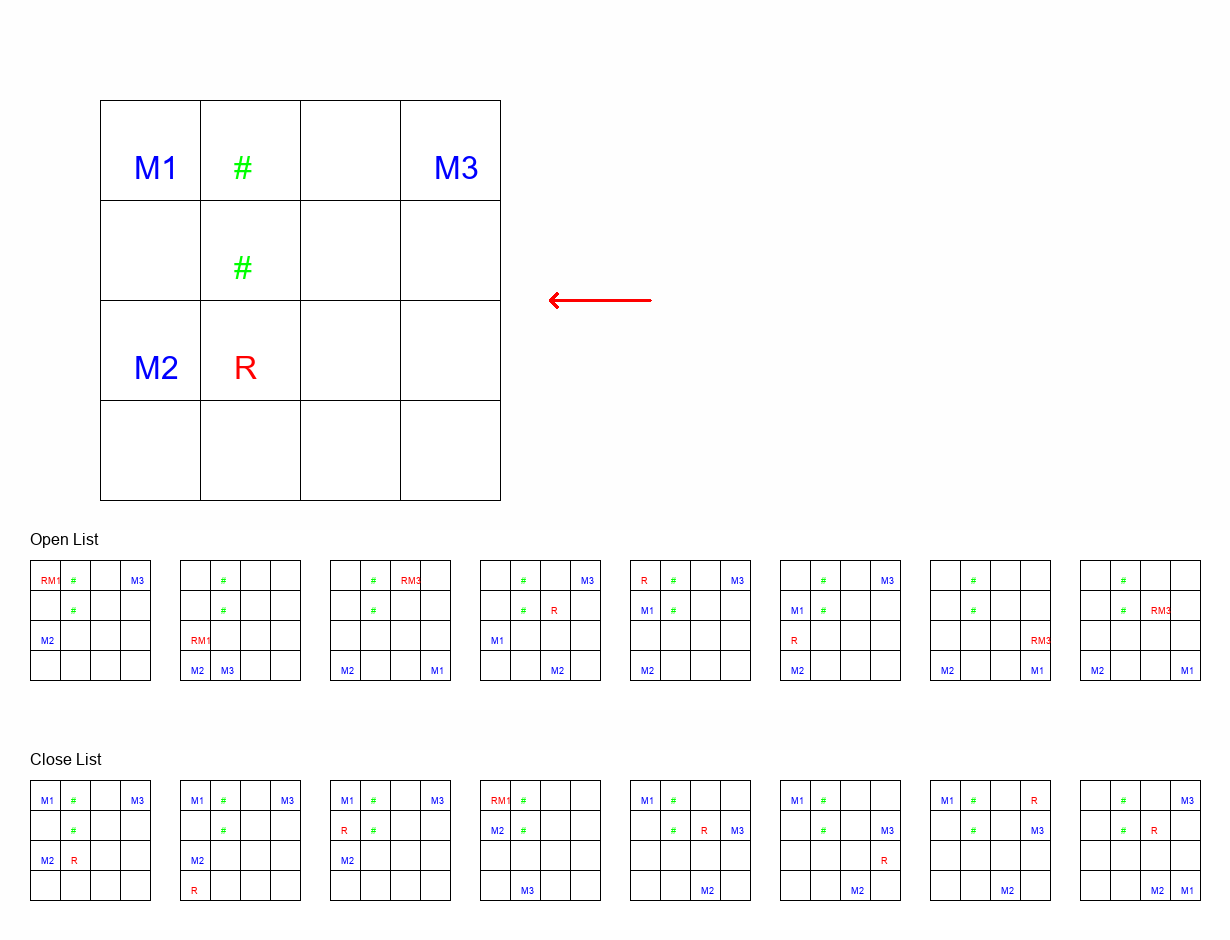 M1 # M3
#
M2 R
Open List
RM1 # M3 # # RM3 # M3 R # M3 # M3 # #
# # # # R M1 # M1 # # # RM3
M2 RM1 M1 R RM3
M2 M3 M2 M1 M2 M2 M2 M2 M1 M2 M1
Close List
M1 # M3 M1 # M3 M1 # M3 RM1 # M1 # M1 # M1 # R # M3
# # R # M2 # # R M3 # M3 # M3 # R
M2 R M2 M2 R
R M3 M2 M2 M2 M2 M1